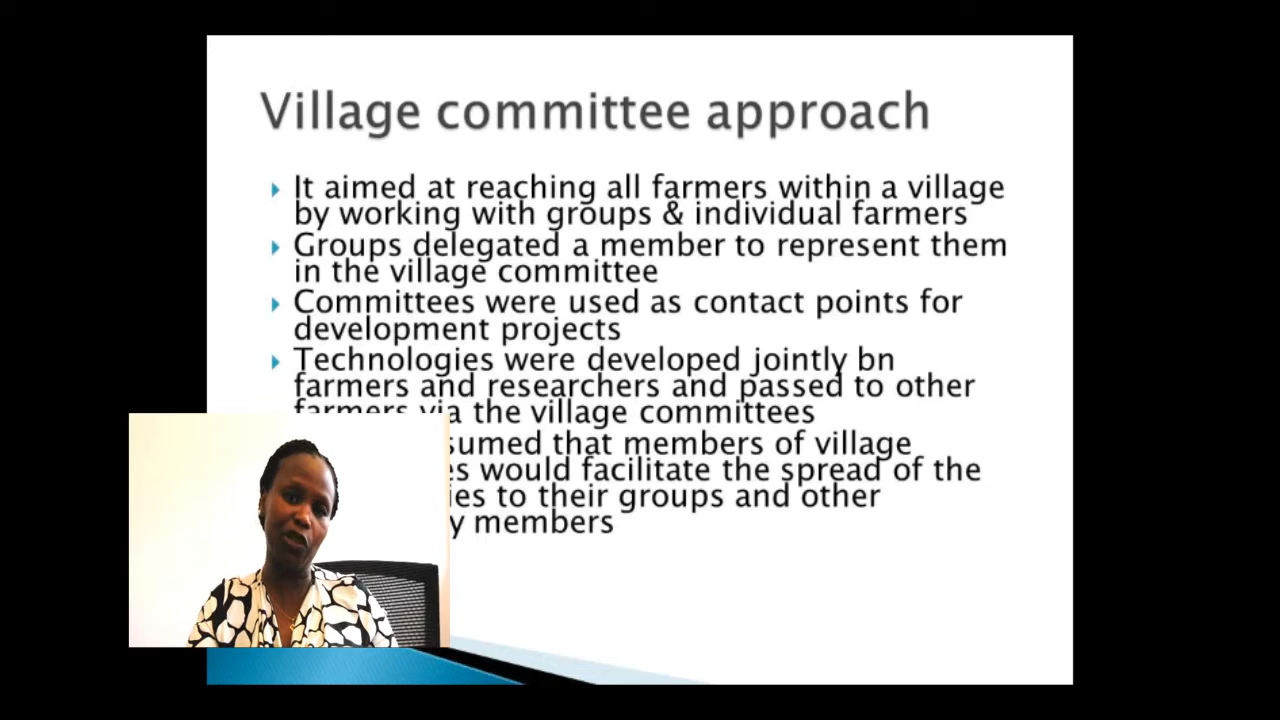 Village committee approach
It aimed at reaching all farmers within a village
by working with groups & individual farmers
Groups delegated a member to represent them
in the village committee
Committees were used as contact points for
development projects
Technologies were developed jointly bn
farmers and researchers and passed to other
farmers via the village committees
that members of village
would facilitate the spread of the
to their groups and other
members